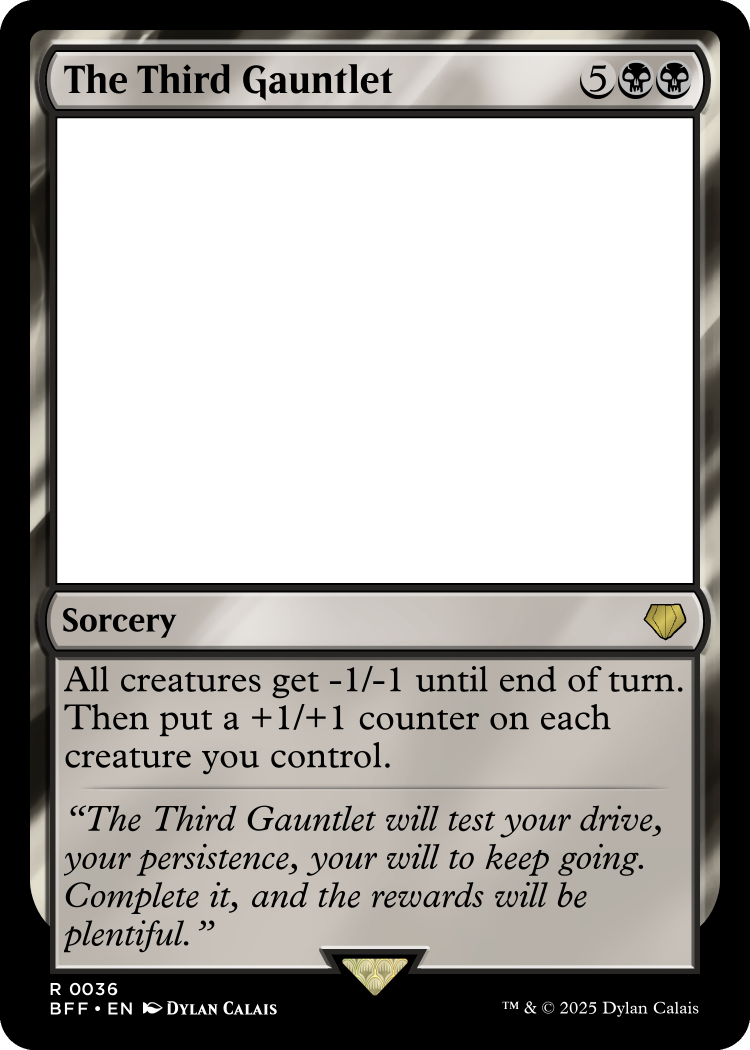 The Third Gauntlet 5
Sorcery
All creatures get -1/-1 until end of turn.
Then put a +1/+1 counter on each
creature you control.
“The Third Gauntlet will test your drive,
your persistence, your will to keep going.
Complete it, and the rewards will be
plentiful.”
R 0036
BFF • EN Dylan Calais
™ & © 2025 Dylan Calais